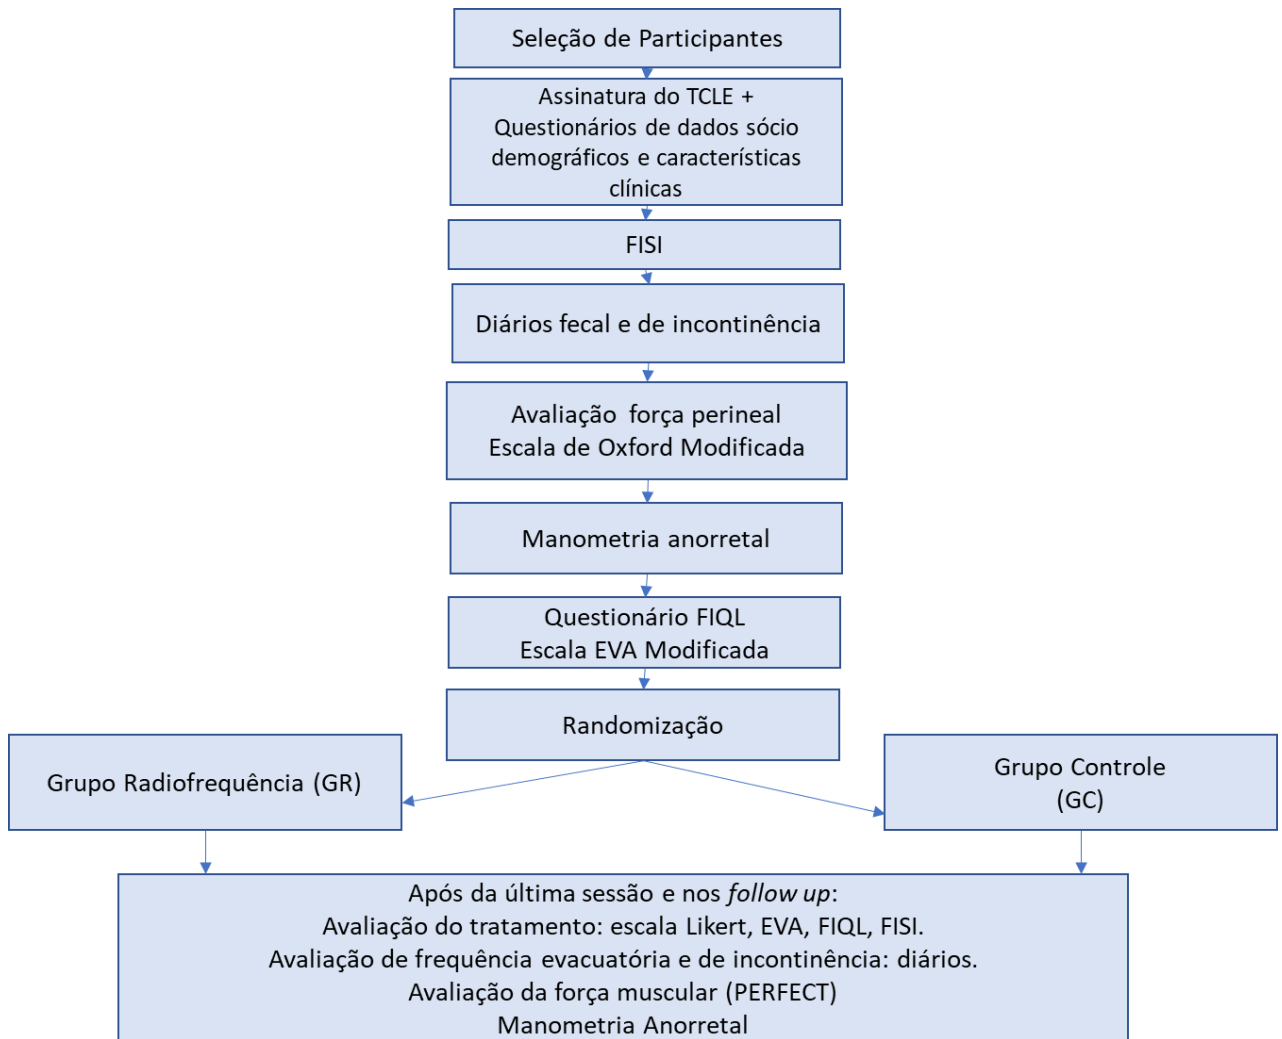 Seleção de Participantes
Assinatura do TCLE +
Questionários de dados sócio
demográficos e características
clínicas
FISI
Diários fecal e de incontinência
Avaliação força perineal
Escala de Oxford Modificada
Manometria anorretal
Questionário FIQL
Escala EVA Modificada
Randomização
Grupo Radiofrequência (GR)
Grupo Controle
(GC)
Após da última sessão e nos follow up:
Avaliação do tratamento: escala Likert, EVA, FIQL, FISI.
Avaliação de frequência evacuatória e de incontinência: diários.
Avaliação da força muscular (PERFECT)
Manometria Anorretal